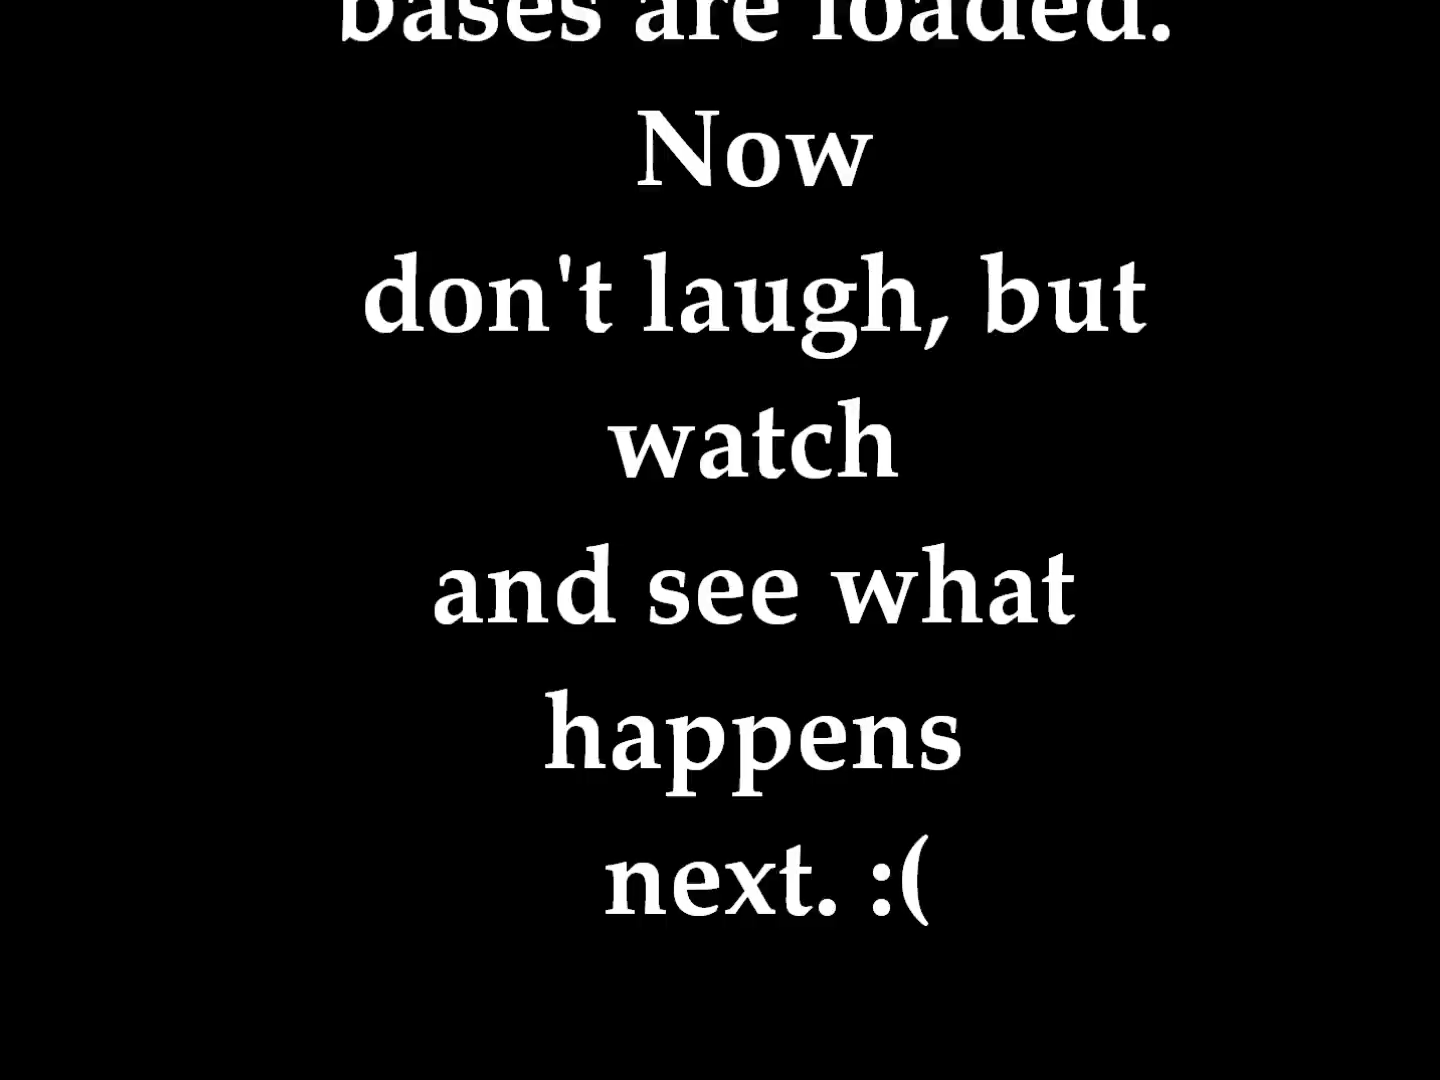 bases are loaded.
Now
don't laugh, but
watch
and see what
happens
next. :(